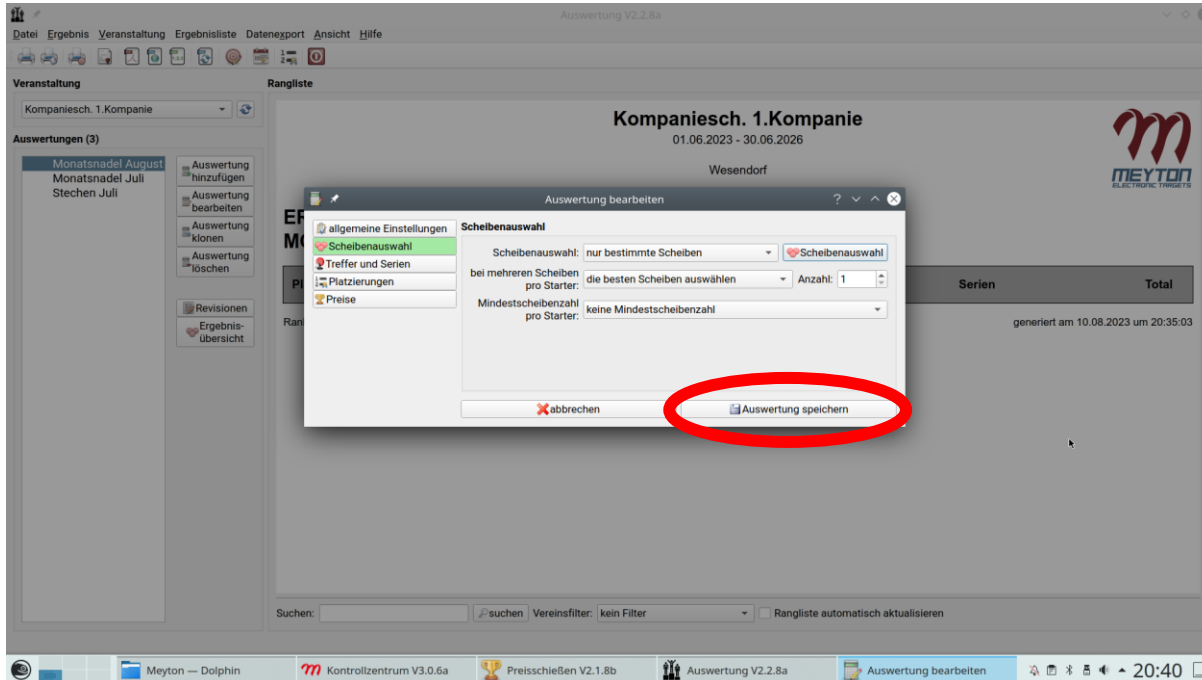 Auswertung V2.2.8a
Datei Ergebnis Veranstaltung Ergebnisliste Datenexport Ansicht Hilfe
Veranstaltung
Kompaniesch. 1.Kompanie
Auswertungen (3)
Monatsnadel August
Monatsnadel Juli
Stechen Juli
Auswertung
hinzufügen
Auswertung
bearbeiten
Auswertung
klonen
Auswertung
löschen
Revisionen
Ergebnis-
übersicht
Rangliste
Kompaniesch. 1.Kompanie
01.06.2023 - 30.06.2026
Wesendorf
MEYTON
ELECTRONIC TARGETS
Serien Total
generiert am 10.08.2023 um 20:35:03
Auswertung bearbeiten
allgemeine Einstellungen
Scheibenauswahl
Treffer und Serien
Platzierungen
Preise
Scheibenauswahl
Scheibenauswahl: nur bestimmte Scheiben Scheibenauswahl
bei mehreren Scheiben
pro Starter: die besten Scheiben auswählen Anzahl: 1
Mindestscheibenzahl
pro Starter: keine Mindestscheibenzahl
abbrechen Auswertung speichern
Suchen: suchen Vereinsfilter: kein Filter Rangliste automatisch aktualisieren
Meyton — Dolphin Kontrollzentrum V3.0.6a Preisschießen V2.1.8b Auswertung V2.2.8a Auswertung bearbeiten 20:40